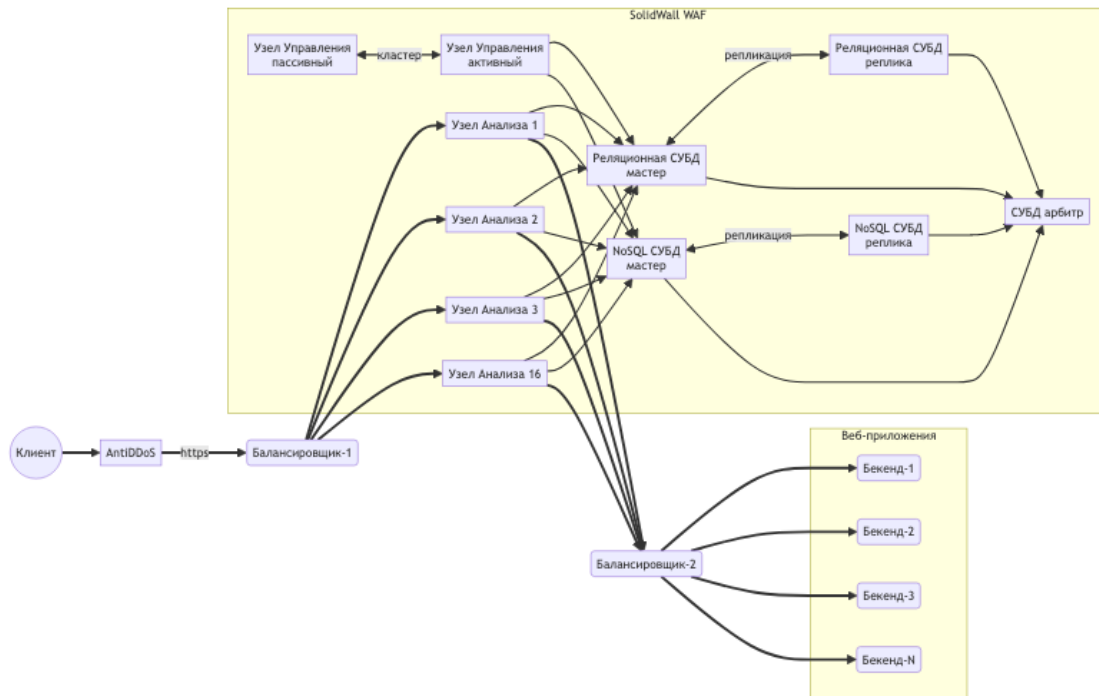 SolidWall WAF
Узел Управления
пассивный
кластер
Узел Управления
активный
репликация
Реляционная СУБД
реплика
Узел Анализа 1
Реляционная СУБД
мастер
Узел Анализа 2
СУБД арбитр
NoSQL СУБД
мастер
репликация
NoSQL СУБД
реплика
Узел Анализа 3
Узел Анализа 16
Клиент
AntiDDoS
https
Балансировщик-1
Веб-приложения
Бекенд-1
Бекенд-2
Балансировщик-2
Бекенд-3
Бекенд-N